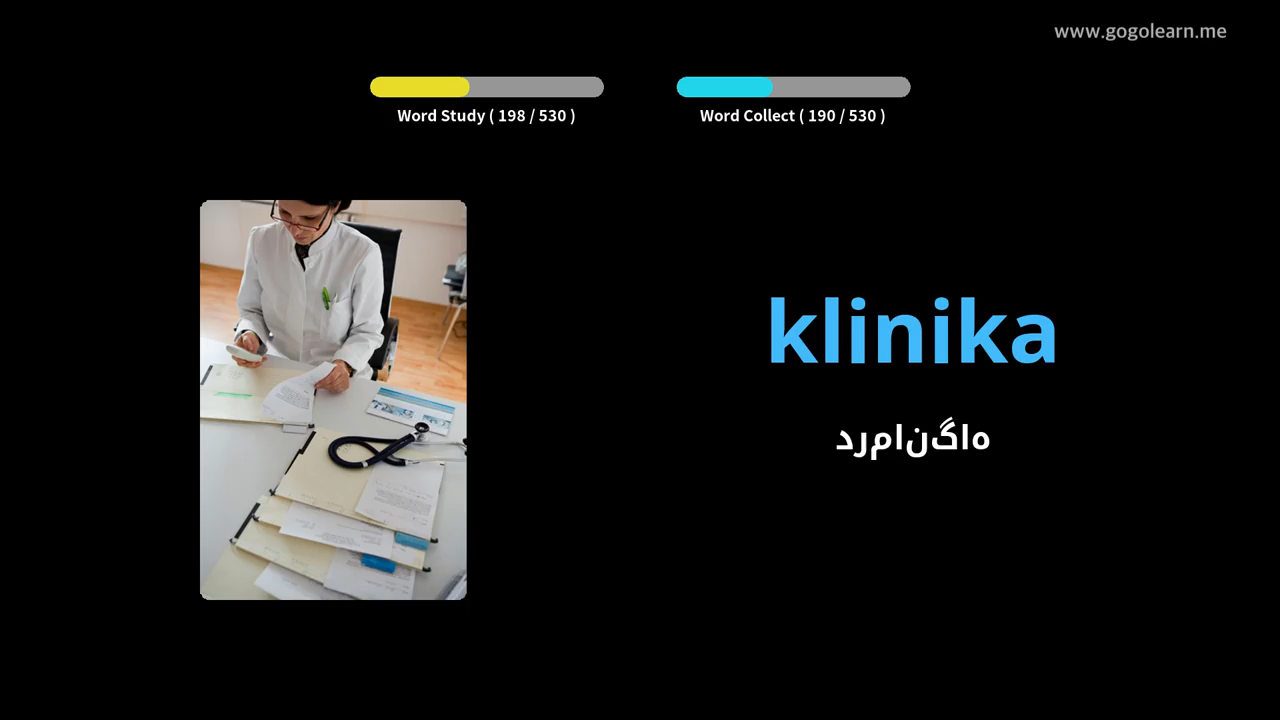 www.gogolearn.me
Word Study ( 198 / 530 )
Word Collect ( 190 / 530 )
klinika
درمانگاه